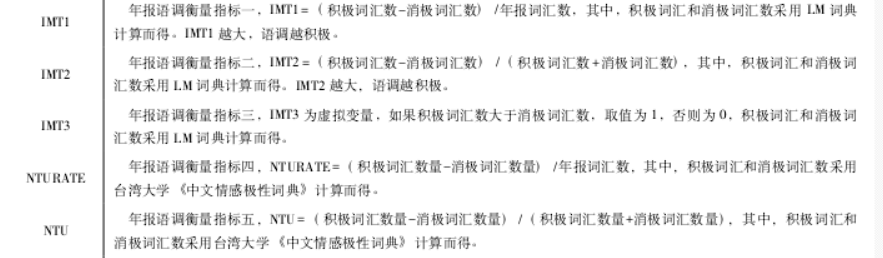 IMT1
年报语调衡量指标一，IMT1=（积极词汇数-消极词汇数）/年报词汇数，其中，积极词汇和消极词汇数采用 LM 词典
计算而得。IMT1 越大，语调越积极。
IMT2
年报语调衡量指标二，IMT2=（积极词汇数-消极词汇数）/（积极词汇数+消极词汇数），其中，积极词汇和消极词
汇数采用 LM 词典计算而得。IMT2 越大，语调越积极。
IMT3
年报语调衡量指标三，IMT3 为虚拟变量，如果积极词汇数大于消极词汇数，取值为 1，否则为 0，积极词汇和消极词
汇数采用 LM 词典计算而得。
NTURATE
年报语调衡量指标四，NTURATE=（积极词汇数量-消极词汇数量）/年报词汇数，其中，积极词汇和消极词汇数采用
台湾大学《中文情感极性词典》计算而得。
NTU
年报语调衡量指标五，NTU=（积极词汇数量-消极词汇数量）/（积极词汇数量+消极词汇数量），其中，积极词汇和
消极词汇数采用台湾大学《中文情感极性词典》计算而得。